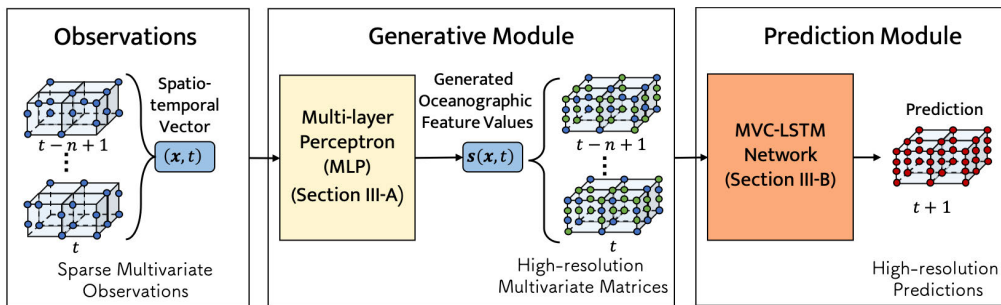 Observations
Spatio-
temporal
Vector
t − n + 1
(x, t)
t
Sparse Multivariate
Observations
Generative Module
Multi-layer
Perceptron
(MLP)
(Section III-A)
Generated
Oceanographic
Feature Values
s(x, t)
t − n + 1
t
High-resolution
Multivariate Matrices
Prediction Module
MVC-LSTM
Network
(Section III-B)
Prediction
t + 1
High-resolution
Predictions